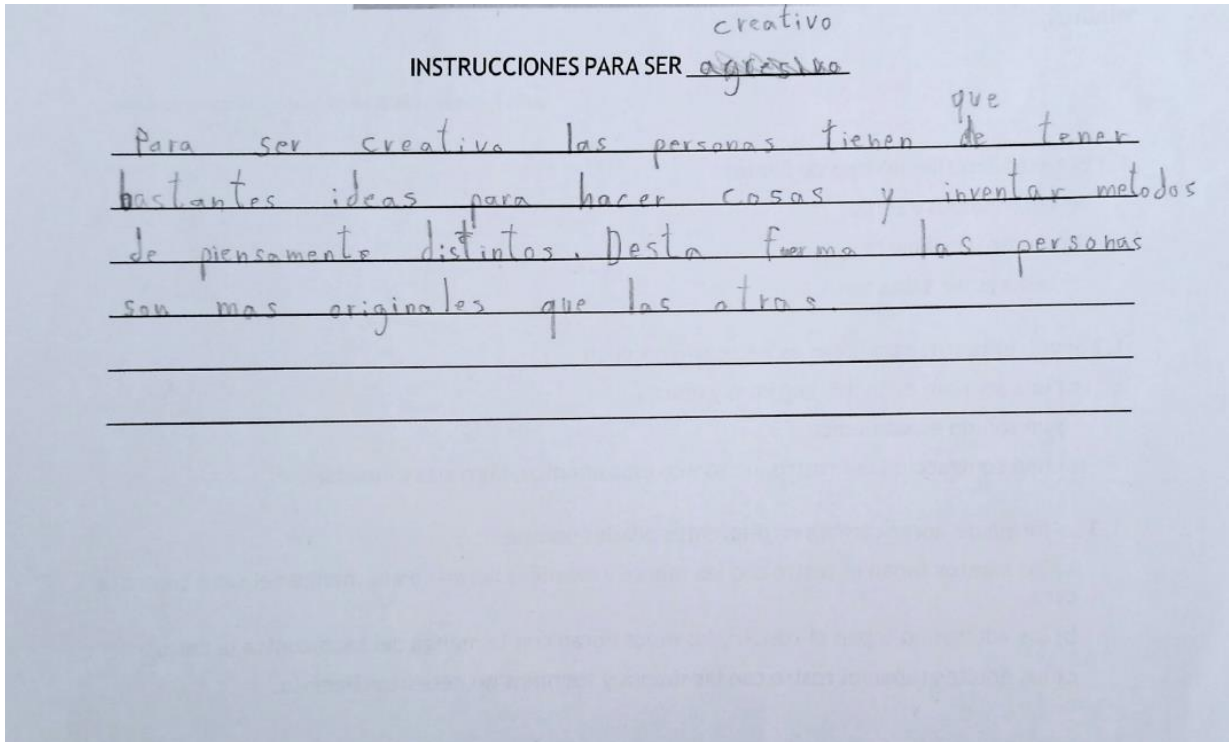 creativo
INSTRUCCIONES PARA SER agresivo
que
Para ser creativo las personas tienen de tener
bastantes ideas para hacer cosas y inventar metodos
de piensamento distintos. Desta forma las personas
son mas originales que las otras.